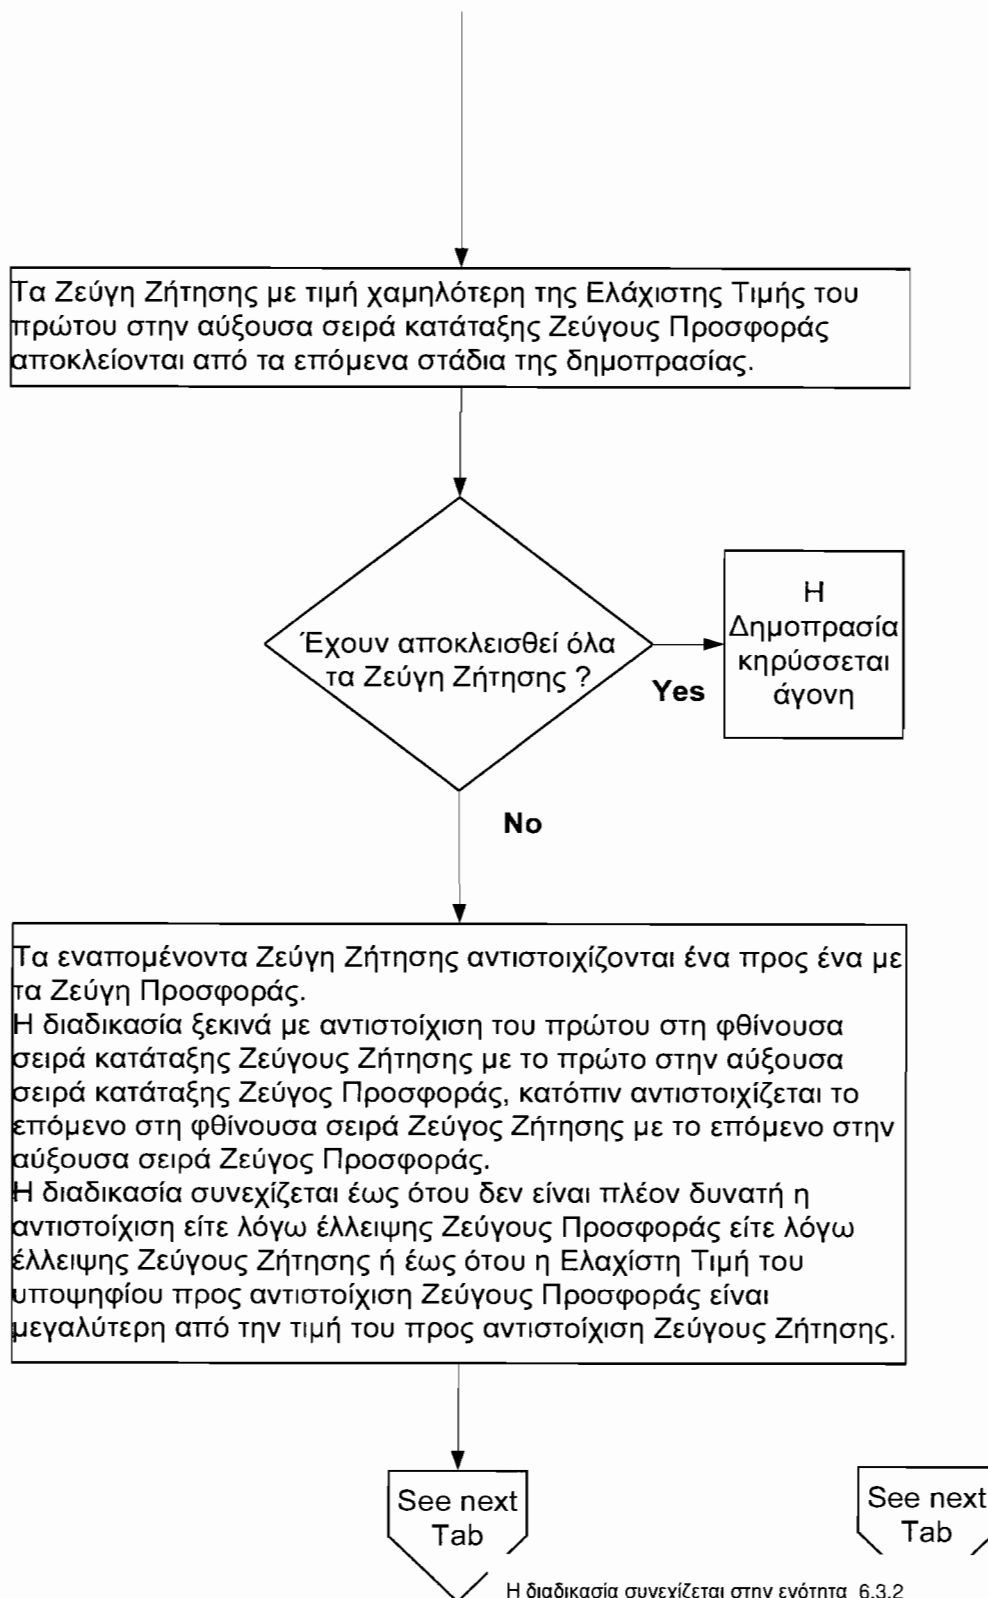 Τα Ζεύγη Ζήτησης με τιμή χαμηλότερη της Ελάχιστης Τιμής του
πρώτου στην αύξουσα σειρά κατάταξης Ζεύγους Προσφοράς
αποκλείονται από τα επόμενα στάδια της δημοπρασίας.
Έχουν αποκλεισθεί όλα
τα Ζεύγη Ζήτησης ?
Yes
Η
Δημοπρασία
κηρύσσεται
άγονη
No
Τα εναπομένοντα Ζεύγη Ζήτησης αντιστοιχίζονται ένα προς ένα με
τα Ζεύγη Προσφοράς.
Η διαδικασία ξεκινά με αντιστοίχιση του πρώτου στη φθίνουσα
σειρά κατάταξης Ζεύγους Ζήτησης με το πρώτο στην αύξουσα
σειρά κατάταξης Ζεύγος Προσφοράς, κατόπιν αντιστοιχίζεται το
επόμενο στη φθίνουσα σειρά Ζεύγος Ζήτησης με το επόμενο στην
αύξουσα σειρά Ζεύγος Προσφοράς.
Η διαδικασία συνεχίζεται έως ότου δεν είναι πλέον δυνατή η
αντιστοίχιση είτε λόγω έλλειψης Ζεύγους Προσφοράς είτε λόγω
έλλειψης Ζεύγους Ζήτησης ή έως ότου η Ελαχίστη Τιμή του
υποψηφίου προς αντιστοίχιση Ζεύγους Προσφοράς είναι
μεγαλύτερη από την τιμή του προς αντιστοίχιση Ζεύγους Ζήτησης.
See next
Tab
See next
Tab
Η διαδικασία συνεχίζεται στην ενότητα 6.3.2